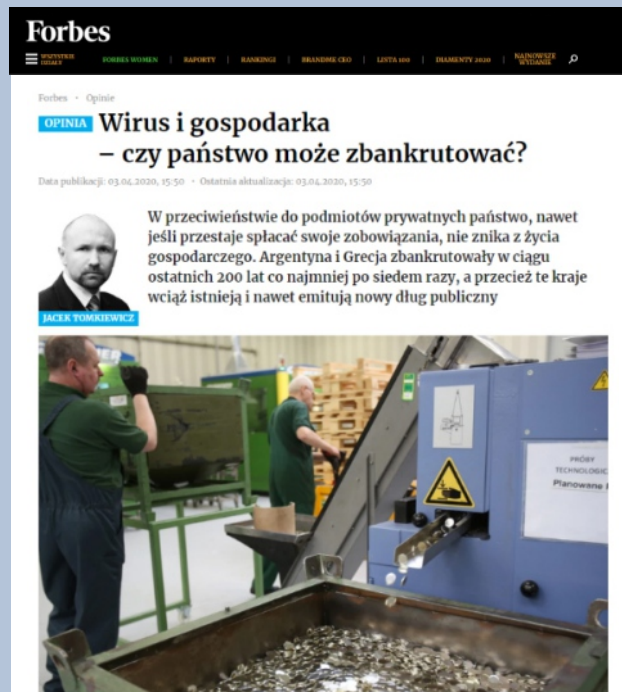 Forbes
WSZYSTKIE
DZIAŁY
FORBES WOMEN | RAPORTY | RANKINGI | BRANDME CEO | LISTA 100 | DIAMENTY 2020 | NAJNOWSZE
WYDANIE
Forbes • Opinie
OPINIA Wirus i gospodarka
– czy państwo może zbankrutować?
Data publikacji: 03.04.2020, 15:50 • Ostatnia aktualizacja: 03.04.2020, 15:50
W przeciwieństwie do podmiotów prywatnych państwo, nawet
jeśli przestaje spłacać swoje zobowiązania, nie znika z życia
gospodarczego. Argentyna i Grecja zbankrutowały w ciągu
ostatnich 200 lat co najmniej po siedem razy, a przecież te kraje
wciąż istnieją i nawet emitują nowy dług publiczny
JACEK TOMKIEWICZ
PRÓBY
TECHNOLOGIC
Planowane